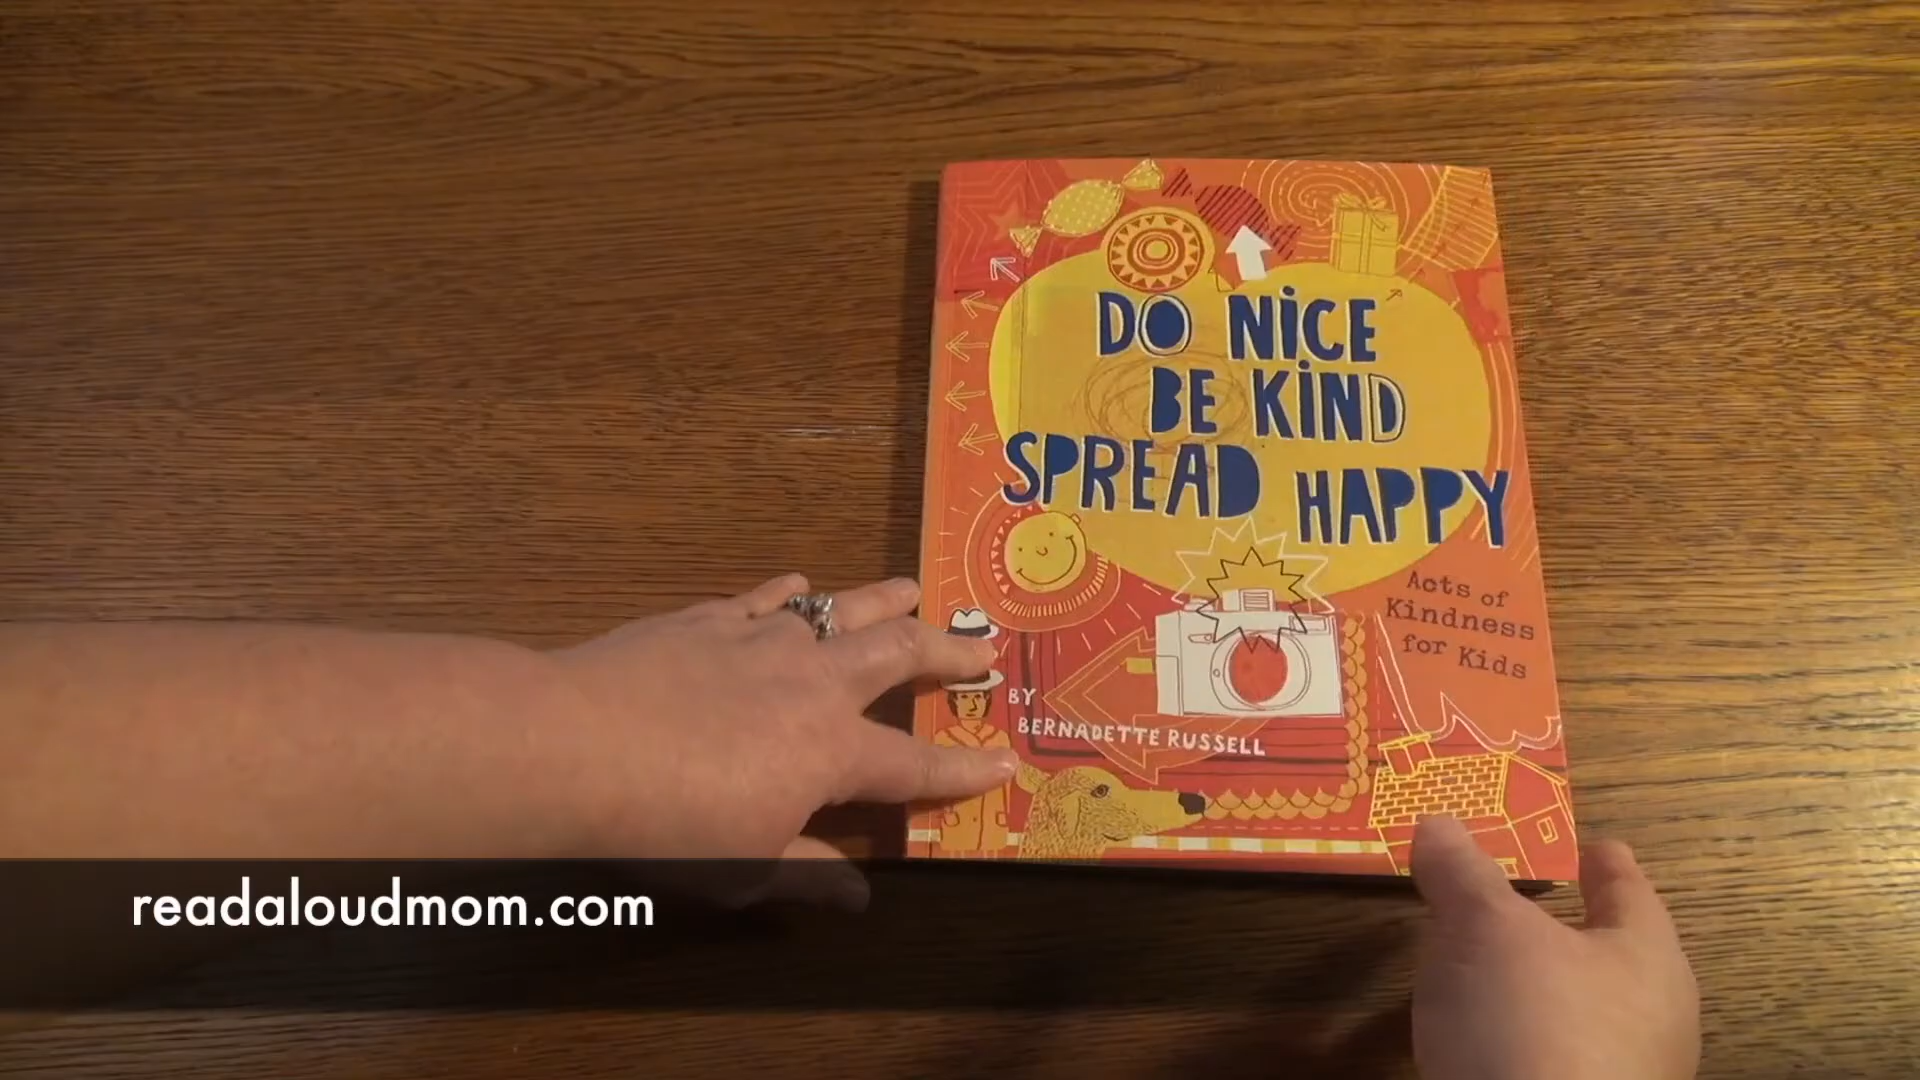 DO NICE
BE KIND
SPREAD HAPPY
Acts of
Kindness
for Kids
BY
BERNADETTE RUSSELL
readaloudmom.com